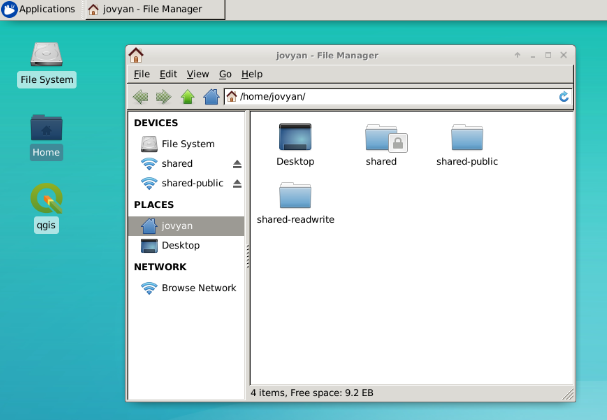 Applications
jovyan - File Manager
jovyan - File Manager
File Edit View Go Help
/home/jovyan/
File System
Home
qgis
DEVICES
File System
shared
shared-public
PLACES
jovyan
Desktop
NETWORK
Browse Network
Desktop
shared
shared-public
shared-readwrite
4 items, Free space: 9.2 EB